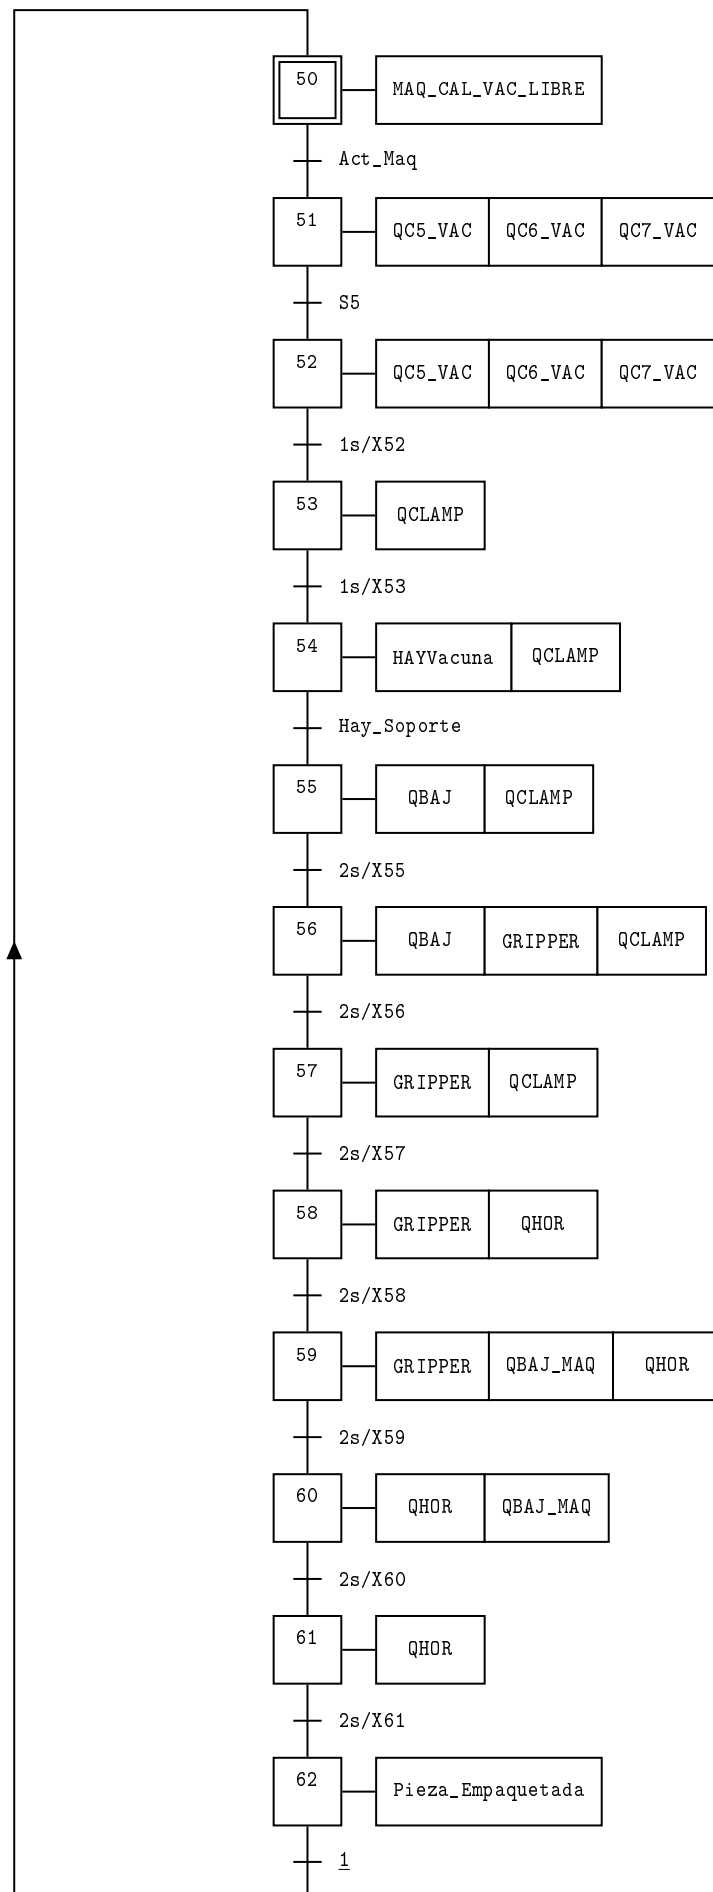 50 MAQ_CAL_VAC_LIBRE
Act_Maq
51 QC5_VAC QC6_VAC QC7_VAC
S5
52 QC5_VAC QC6_VAC QC7_VAC
1s/X52
53 QCLAMP
1s/X53
54 HAYVacuna QCLAMP
Hay_Soporte
55 QBAJ QCLAMP
2s/X55
56 QBAJ GRIPPER QCLAMP
2s/X56
57 GRIPPER QCLAMP
2s/X57
58 GRIPPER QHOR
2s/X58
59 GRIPPER QBAJ_MAQ QHOR
2s/X59
60 QHOR QBAJ_MAQ
2s/X60
61 QHOR
2s/X61
62 Pieza_Empaquetada
1